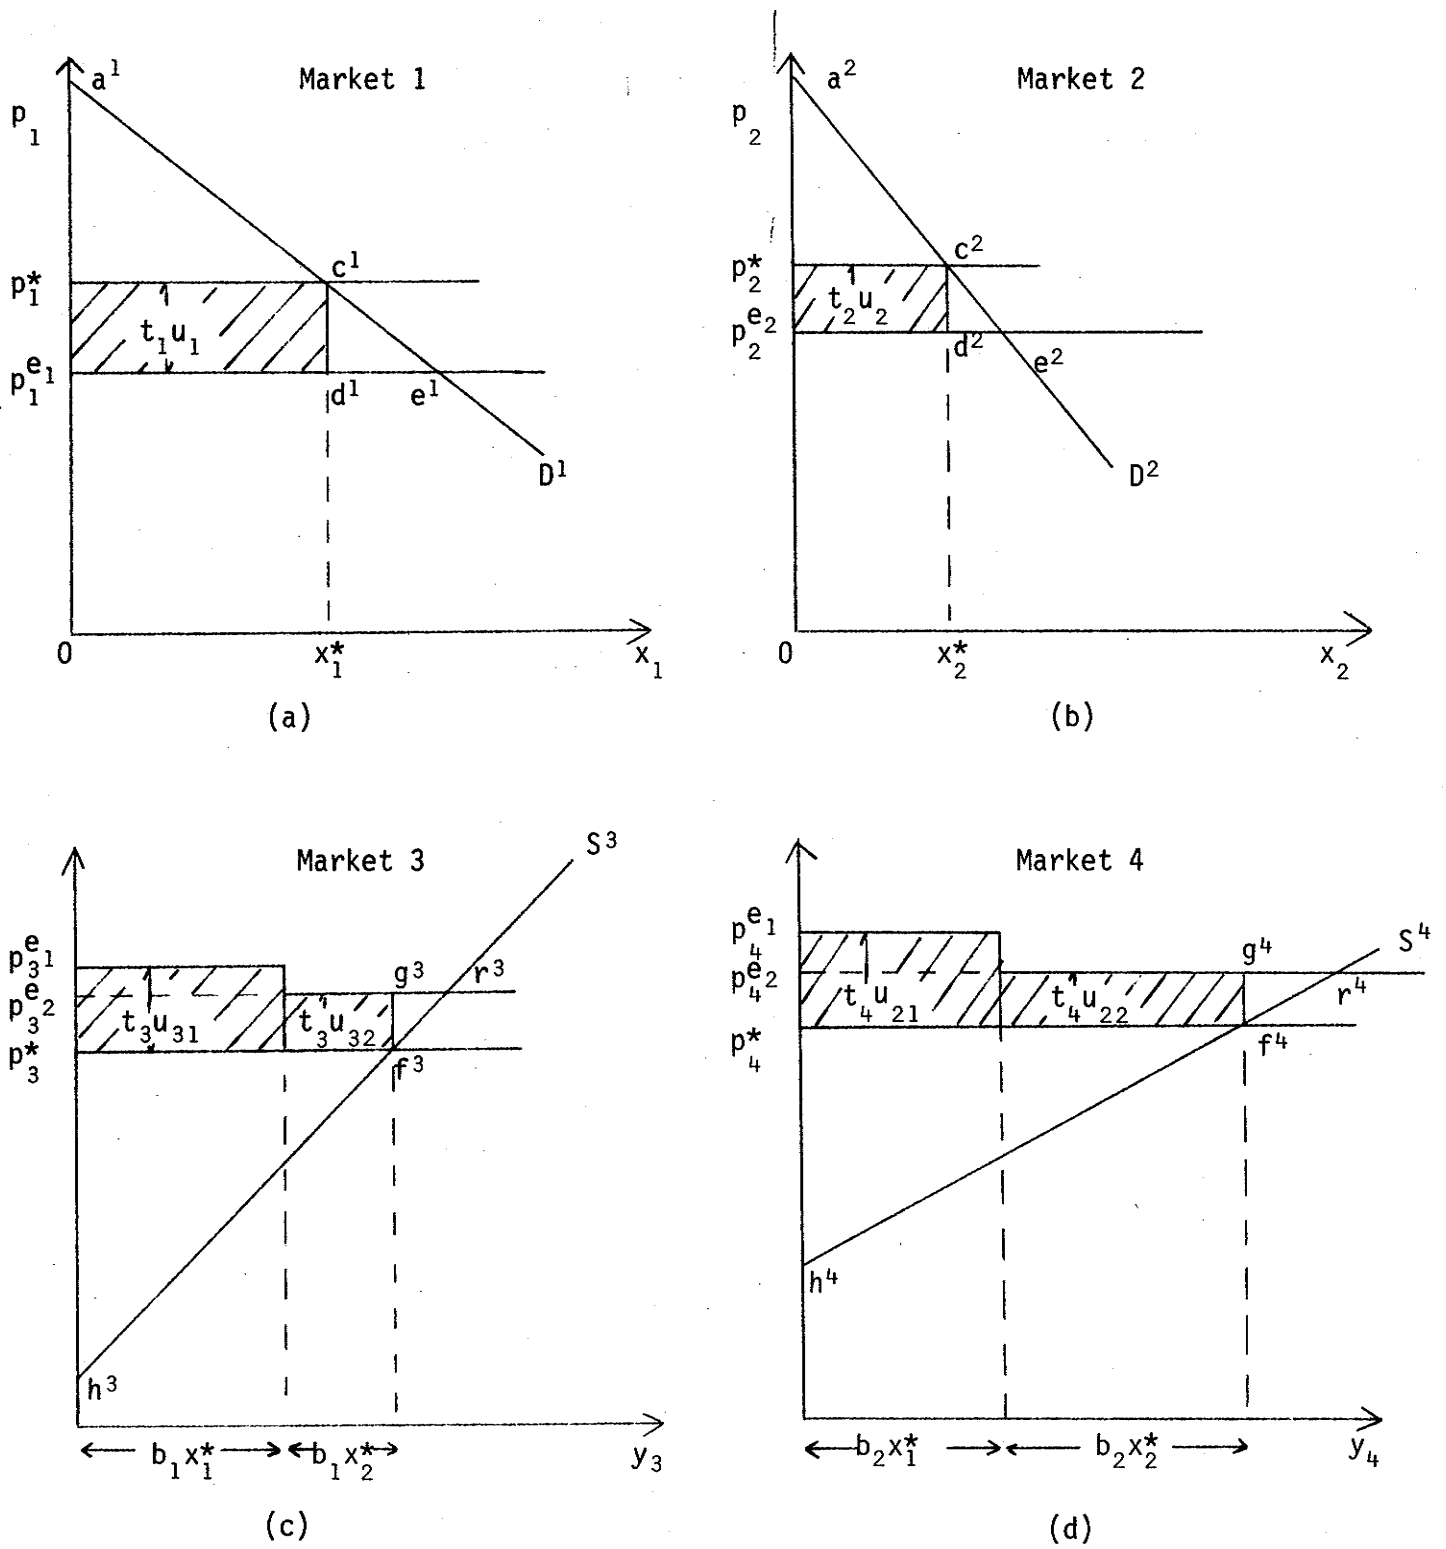 Market 1
a¹
p₁
c¹
p₁*
t₁u₁
p₁ᵉ¹
d¹ e¹
D¹
0 x₁* x₁
(a)
Market 2
a²
p₂
c²
p₂*
t₂u₂
p₂ᵉ²
d²
e²
D²
0 x₂* x₂
(b)
S³
Market 3
p₃ᵉ¹
g³ r³
p₃ᵉ²
t₃u₃₁ t₃u₃₂
p₃*
f³
h³
b₁x₁* b₁x₂* y₃
(c)
Market 4
p₄ᵉ¹
S⁴
g⁴
p₄ᵉ²
t₄u₂₁ t₄u₂₂ r⁴
p₄*
f⁴
h⁴
b₂x₁* b₂x₂* y₄
(d)